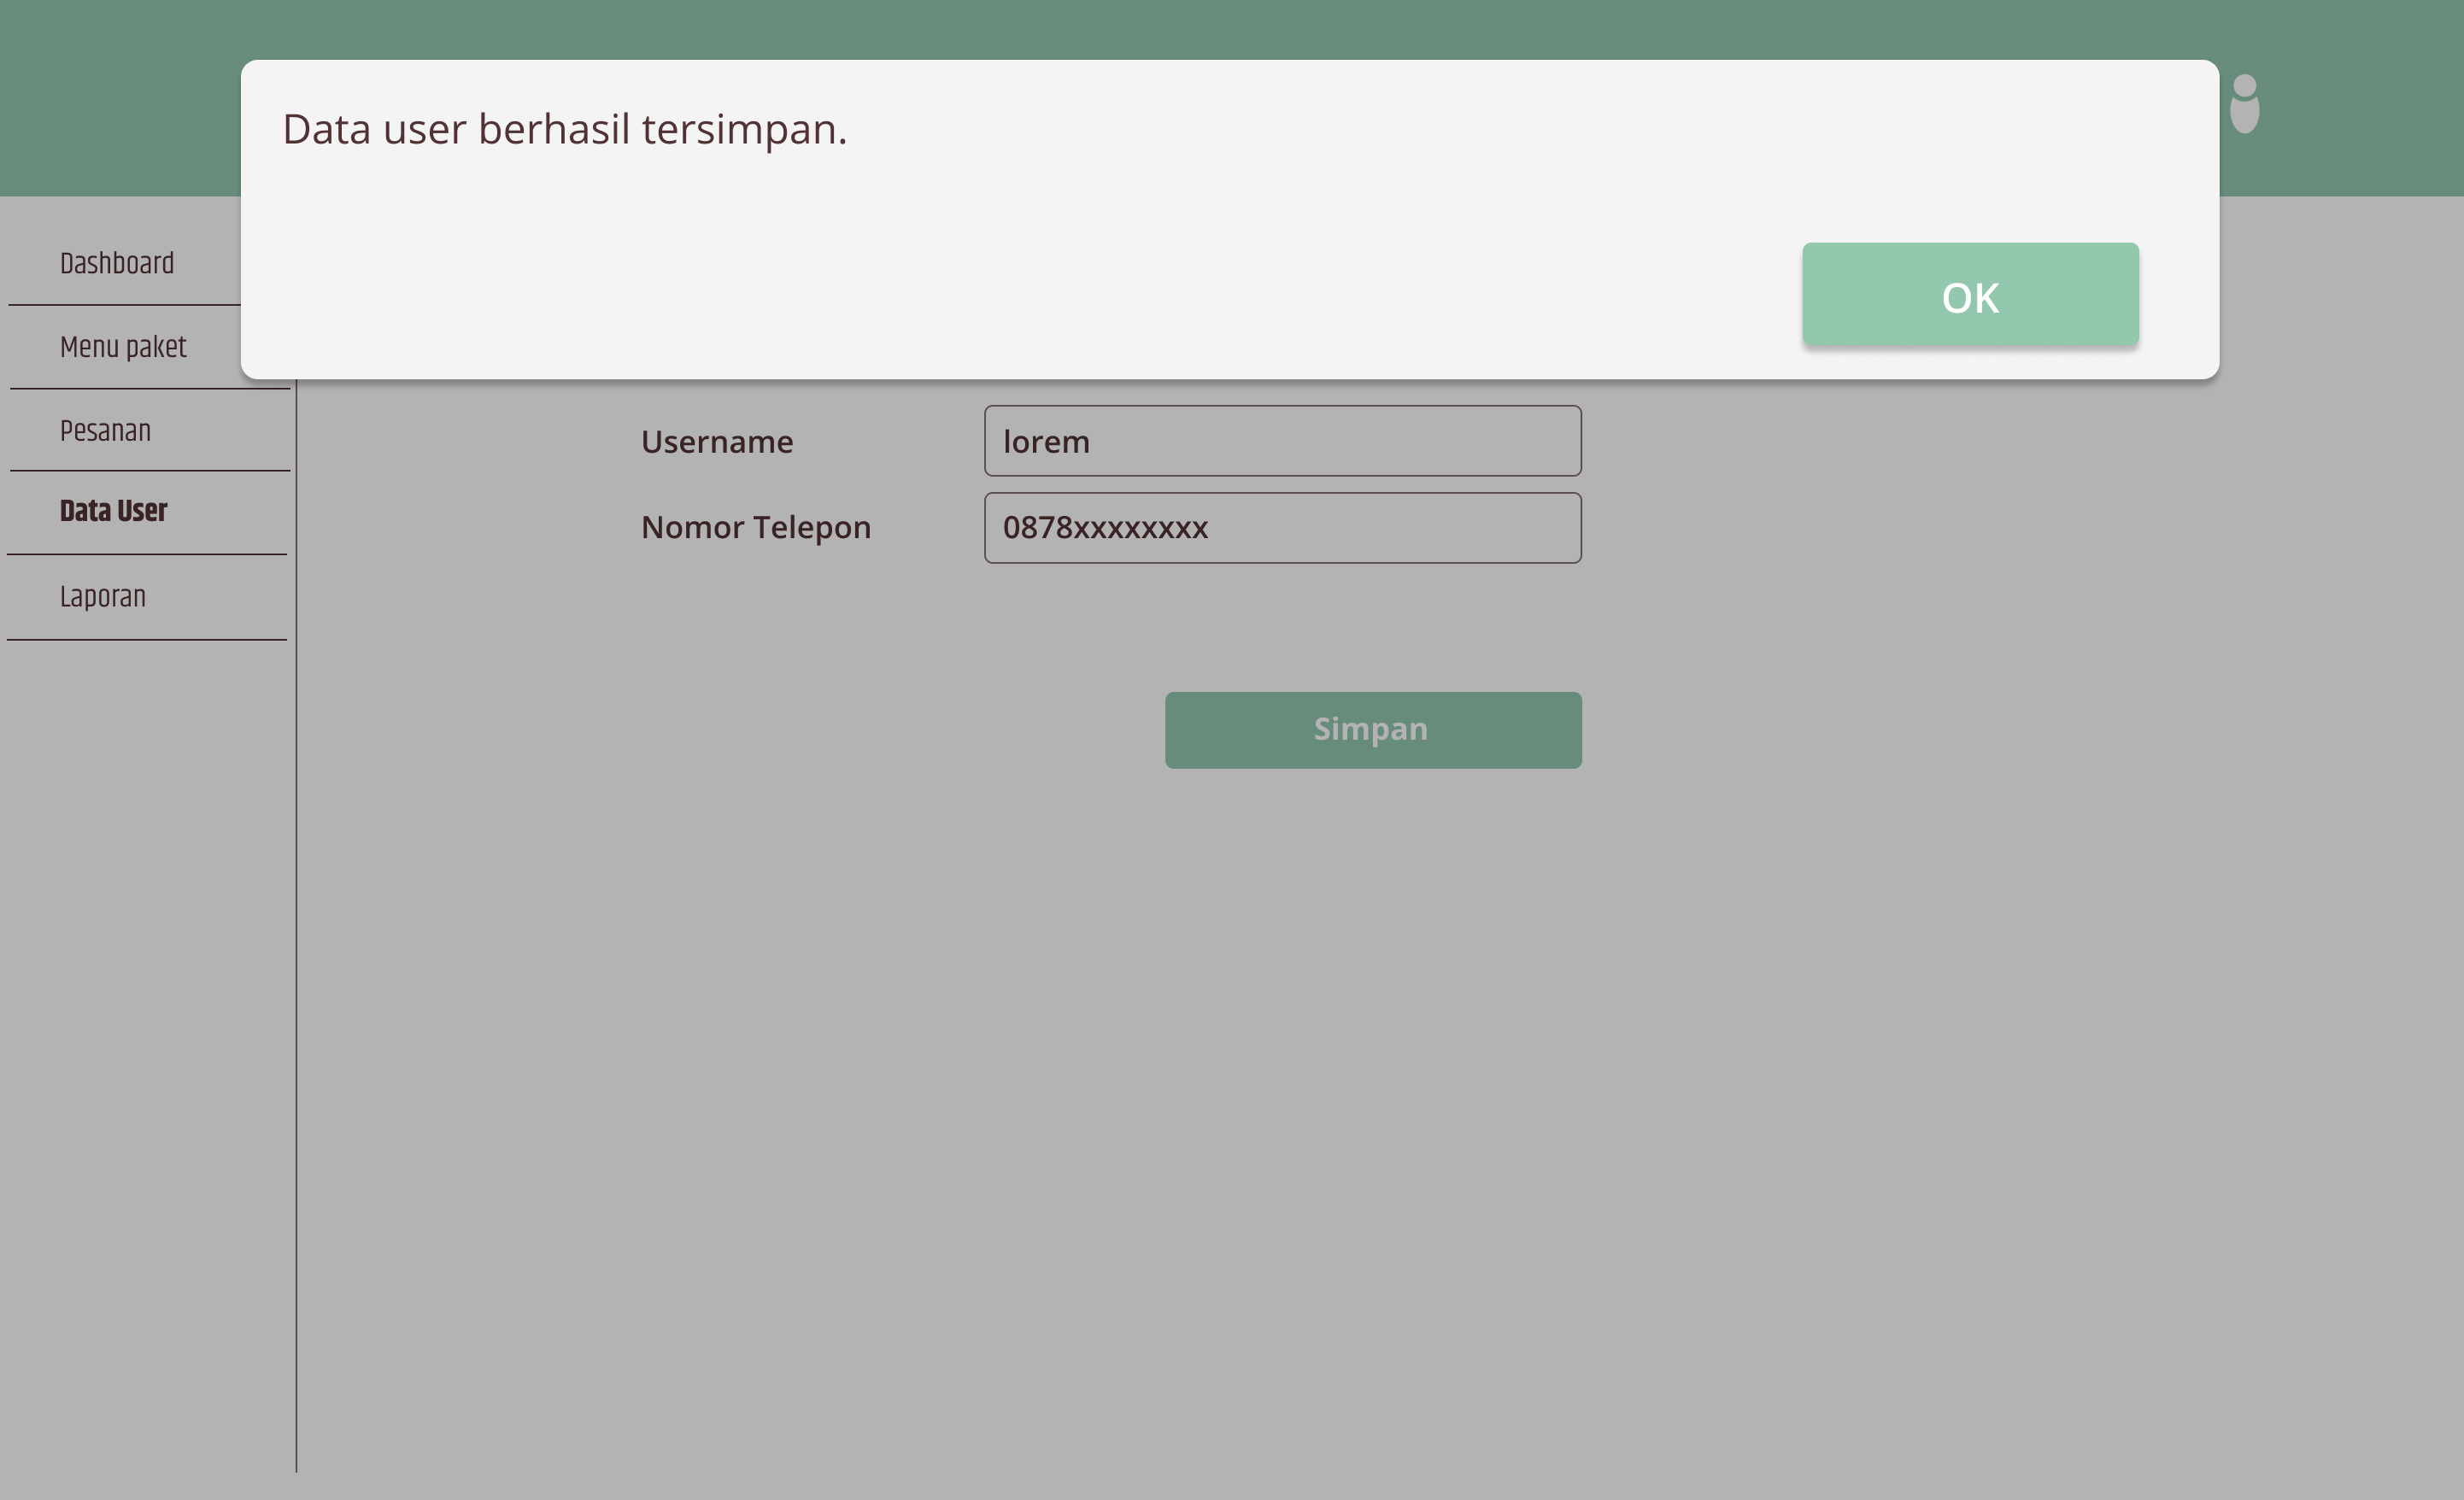 Data user berhasil tersimpan.
OK
Dashboard
Menu paket
Pesanan
Data User
Laporan
Username
lorem
Nomor Telepon
0878xxxxxxxx
Simpan